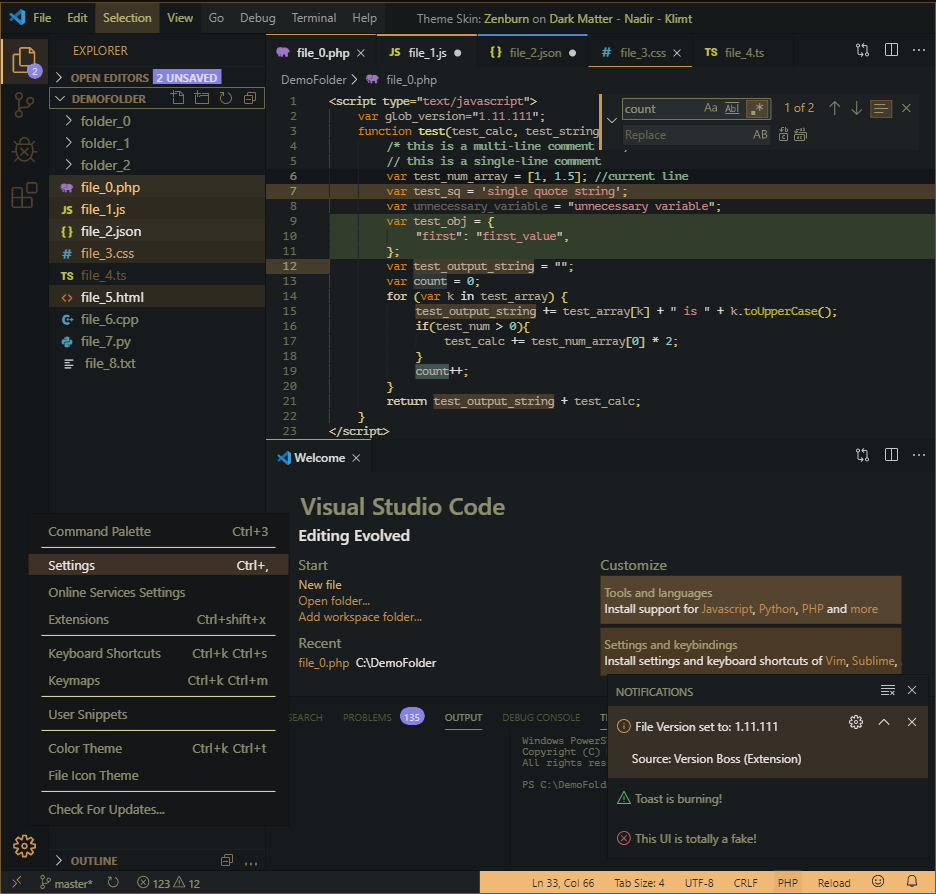 File Edit Selection View Go Debug Terminal Help Theme Skin: Zenburn on Dark Matter - Nadir - Klimt
EXPLORER
OPEN EDITORS 2 UNSAVED
DEMOFOLDER
folder_0
folder_1
folder_2
file_0.php
JS file_1.js
{} file_2.json
# file_3.css
TS file_4.ts
<> file_5.html
file_6.cpp
file_7.py
file_8.txt
2
file_0.php JS file_1.js {} file_2.json # file_3.css TS file_4.ts
DemoFolder > file_0.php
count Aa Abl .* 1 of 2
Replace AB
1 <script type="text/javascript">
2 var glob_version="1.11.111";
3 function test(test_calc, test_string
4 /* this is a multi-line comment
5 // this is a single-line comment
6 var test_num_array = [1, 1.5]; //current line
7 var test_sq = 'single quote string';
8 var unnecessary_variable = "unnecessary variable";
9 var test_obj = {
10 "first": "first_value",
11 };
12 var test_output_string = "";
13 var count = 0;
14 for (var k in test_array) {
15 test_output_string += test_array[k] + " is " + k.toUpperCase();
16 if(test_num > 0){
17 test_calc += test_num_array[0] * 2;
18 }
19 count++;
20 }
21 return test_output_string + test_calc;
22 }
23 </script>
Welcome
Visual Studio Code
Editing Evolved
Start
New file
Open folder...
Add workspace folder...
Recent
file_0.php C:\DemoFolder
Customize
Tools and languages
Install support for Javascript, Python, PHP and more
Settings and keybindings
Install settings and keyboard shortcuts of Vim, Sublime,
Command Palette Ctrl+3
Settings Ctrl+,
Online Services Settings
Extensions Ctrl+shift+x
Keyboard Shortcuts Ctrl+k Ctrl+s
Keymaps Ctrl+k Ctrl+m
User Snippets
Color Theme Ctrl+k Ctrl+t
File Icon Theme
Check For Updates...
EARCH PROBLEMS 135 OUTPUT DEBUG CONSOLE T
Windows PowerS
Copyright (C)
All rights res
PS C:\DemoFold
NOTIFICATIONS
File Version set to: 1.11.111
Source: Version Boss (Extension)
Toast is burning!
This UI is totally a fake!
OUTLINE
master* 123 12 Ln 33, Col 66 Tab Size: 4 UTF-8 CRLF PHP Reload